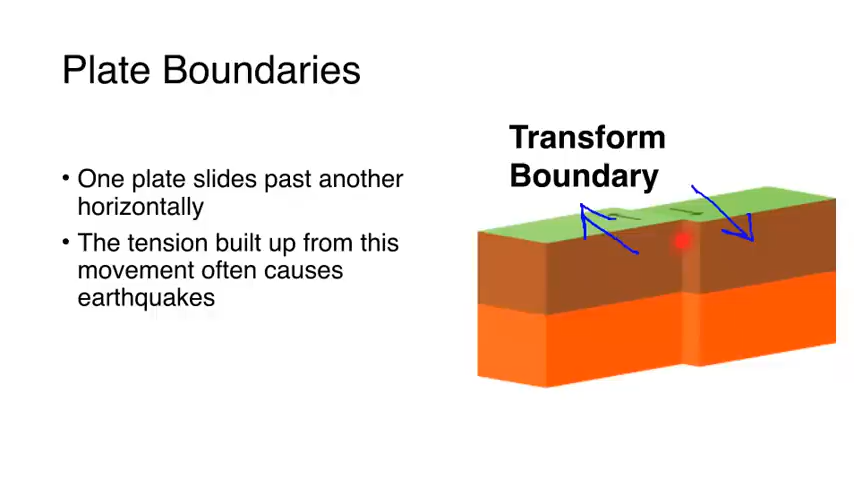 Plate Boundaries
Transform
Boundary
• One plate slides past another
horizontally
• The tension built up from this
movement often causes
earthquakes